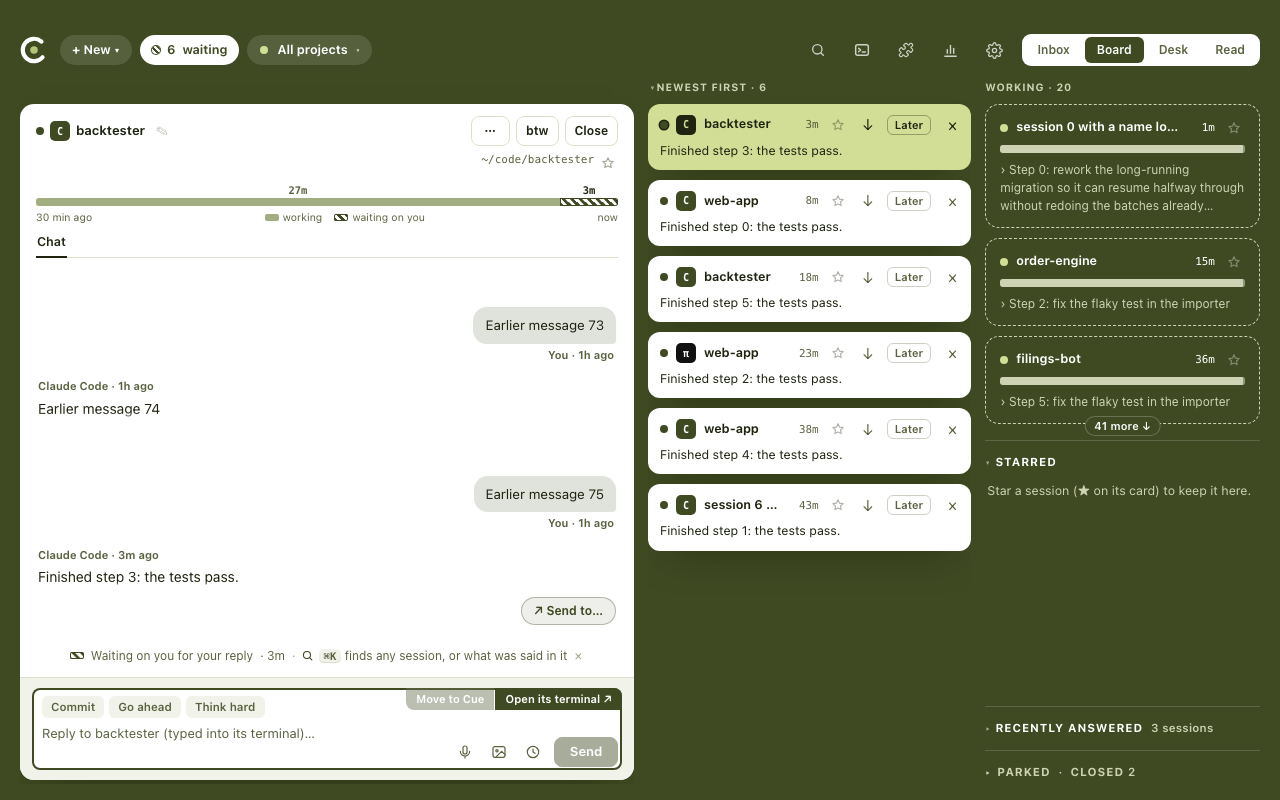 + New ▾
6 waiting
All projects
Inbox
Board
Desk
Read
C backtester
···
btw
Close
~/code/backtester
27m
3m
30 min ago
working
waiting on you
now
Chat
Earlier message 73
You · 1h ago
Claude Code · 1h ago
Earlier message 74
Earlier message 75
You · 1h ago
Claude Code · 3m ago
Finished step 3: the tests pass.
↗ Send to...
Waiting on you for your reply · 3m · ⌘K finds any session, or what was said in it ×
Commit
Go ahead
Think hard
Move to Cue
Open its terminal ↗
Reply to backtester (typed into its terminal)...
Send
NEWEST FIRST · 6
C backtester 3m Later ×
Finished step 3: the tests pass.
C web-app 8m Later ×
Finished step 0: the tests pass.
C backtester 18m Later ×
Finished step 5: the tests pass.
π web-app 23m Later ×
Finished step 2: the tests pass.
C web-app 38m Later ×
Finished step 4: the tests pass.
C session 6 ... 43m Later ×
Finished step 1: the tests pass.
WORKING · 20
session 0 with a name lo... 1m
› Step 0: rework the long-running
migration so it can resume halfway through
without redoing the batches already...
order-engine 15m
› Step 2: fix the flaky test in the importer
filings-bot 36m
› Step 5: fix the flaky test in the importer
41 more ↓
STARRED
Star a session (★ on its card) to keep it here.
RECENTLY ANSWERED 3 sessions
PARKED · CLOSED 2